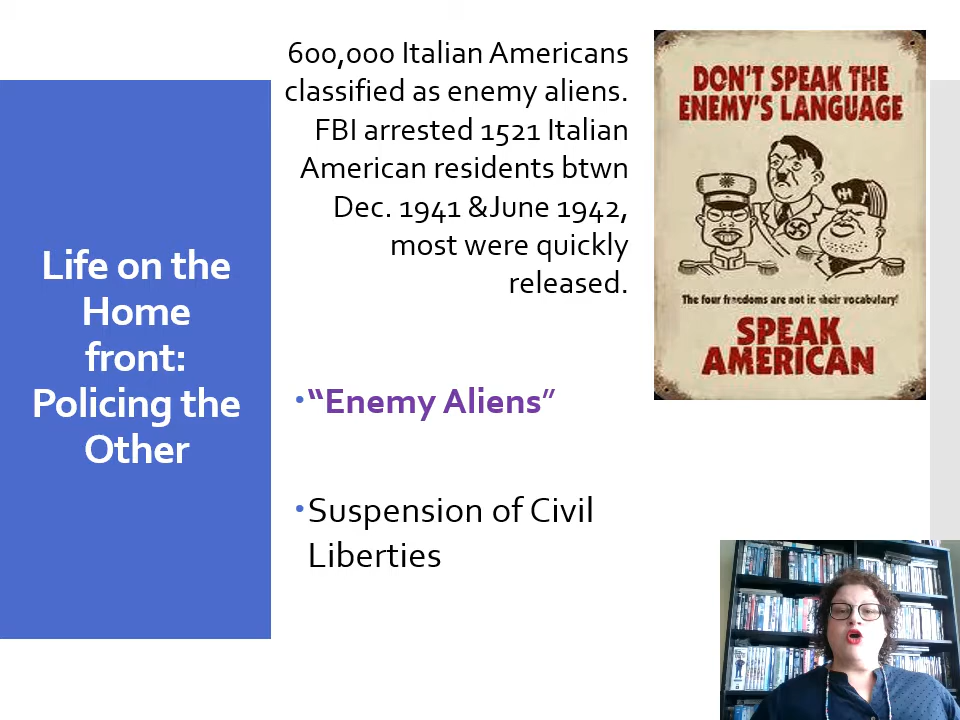 600,000 Italian Americans
classified as enemy aliens.
FBI arrested 1521 Italian
American residents btwn
Dec. 1941 &June 1942,
most were quickly
released.
Life on the
Home
front:
Policing the
Other
•“Enemy Aliens”
•Suspension of Civil
Liberties
DON'T SPEAK THE
ENEMY'S LANGUAGE
The four freedoms are not in their vocabulary!
SPEAK
AMERICAN